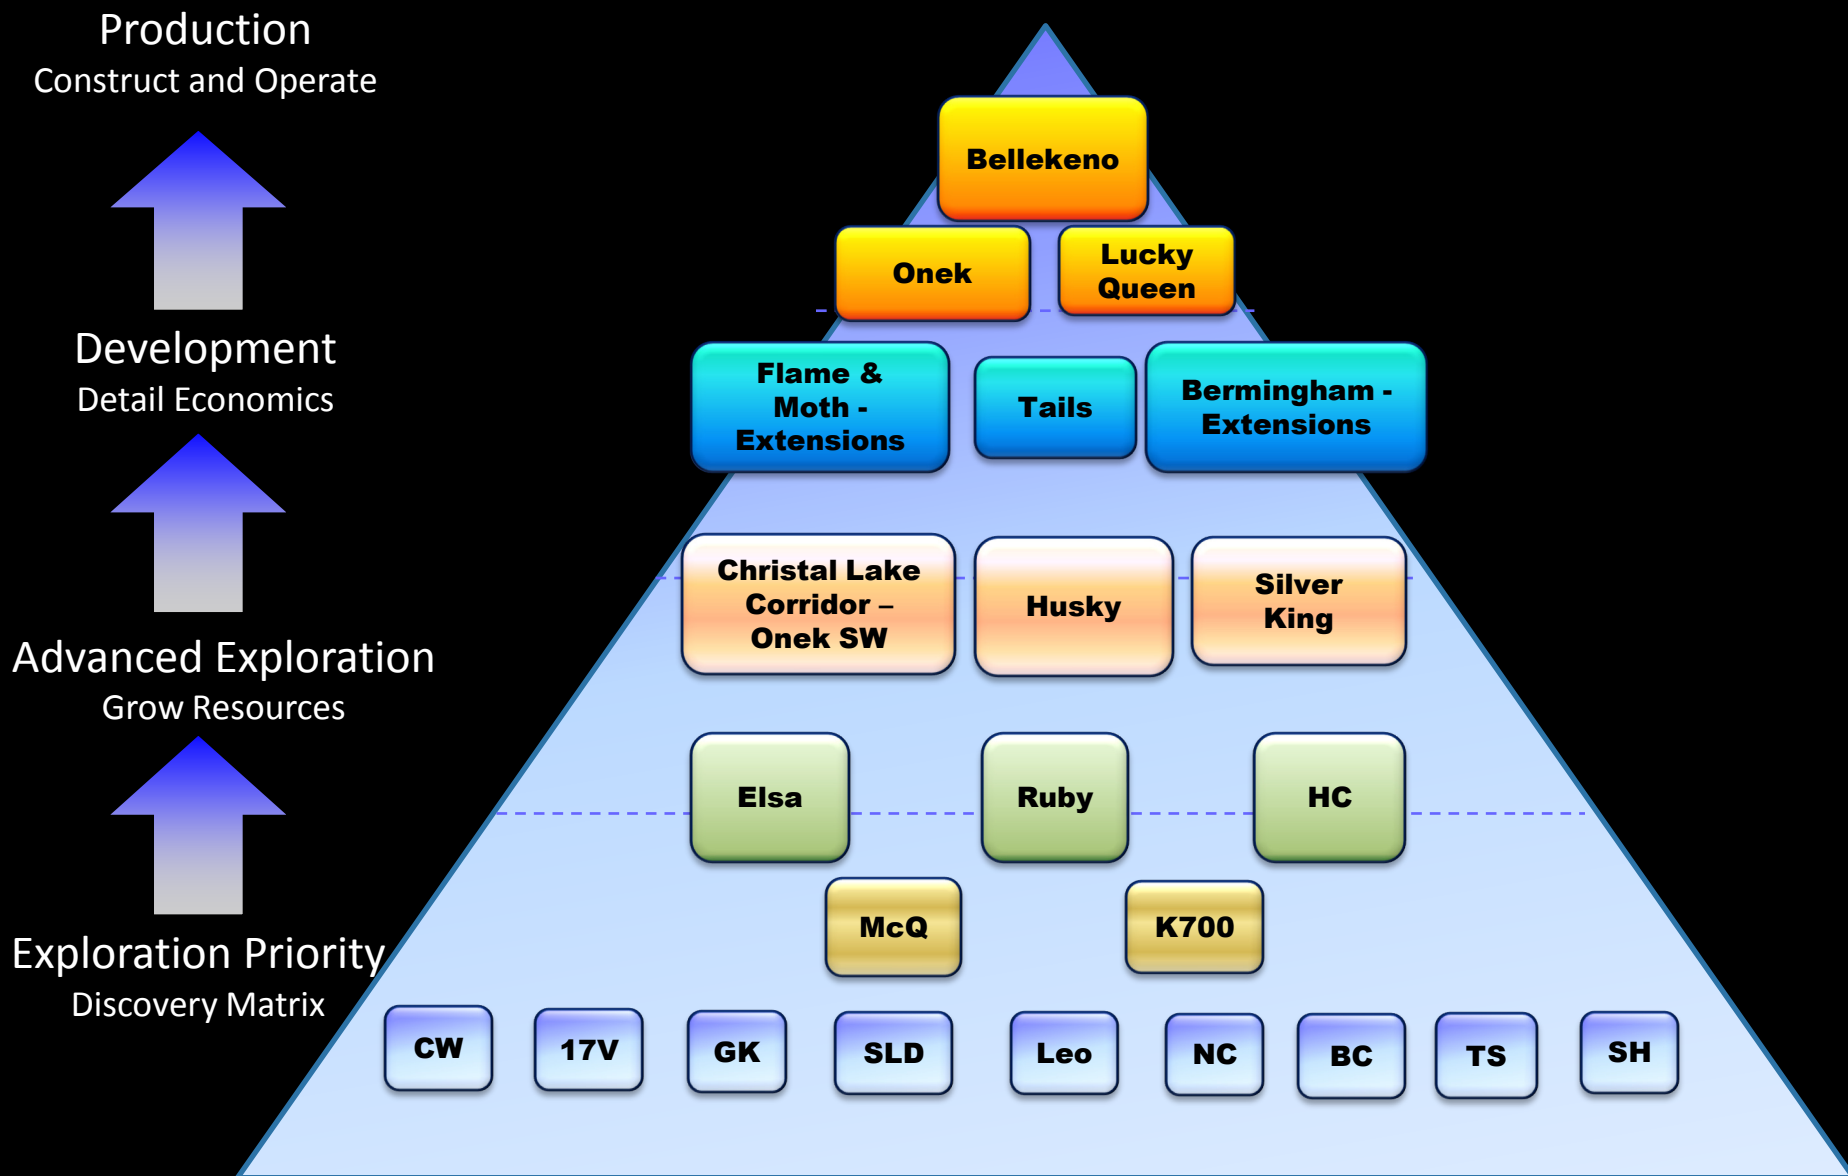 Production
Construct and Operate
Development
Detail Economics
Advanced Exploration
Grow Resources
Exploration Priority
Discovery Matrix
Bellekeno
Onek
Lucky
Queen
Flame &
Moth -
Extensions
Tails
Bermingham -
Extensions
Christal Lake
Corridor –
Onek SW
Husky
Silver
King
Elsa
Ruby
HC
McQ
K700
CW
17V
GK
SLD
Leo
NC
BC
TS
SH